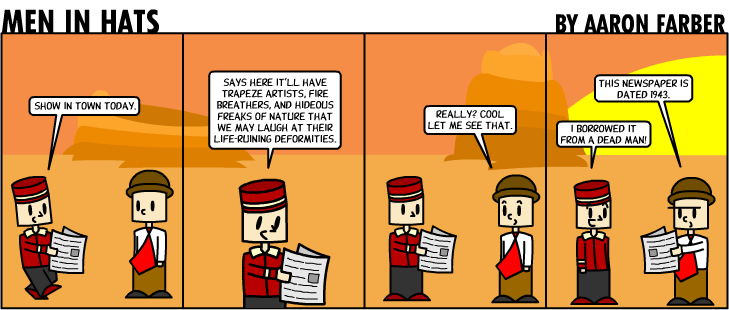 MEN IN HATS
BY AARON FARBER
SHOW IN TOWN TODAY.
SAYS HERE IT'LL HAVE
TRAPEZE ARTISTS, FIRE
BREATHERS, AND HIDEOUS
FREAKS OF NATURE THAT
WE MAY LAUGH AT THEIR
LIFE-RUINING DEFORMITIES.
REALLY? COOL
LET ME SEE THAT.
THIS NEWSPAPER IS
DATED 1943.
I BORROWED IT
FROM A DEAD MAN!